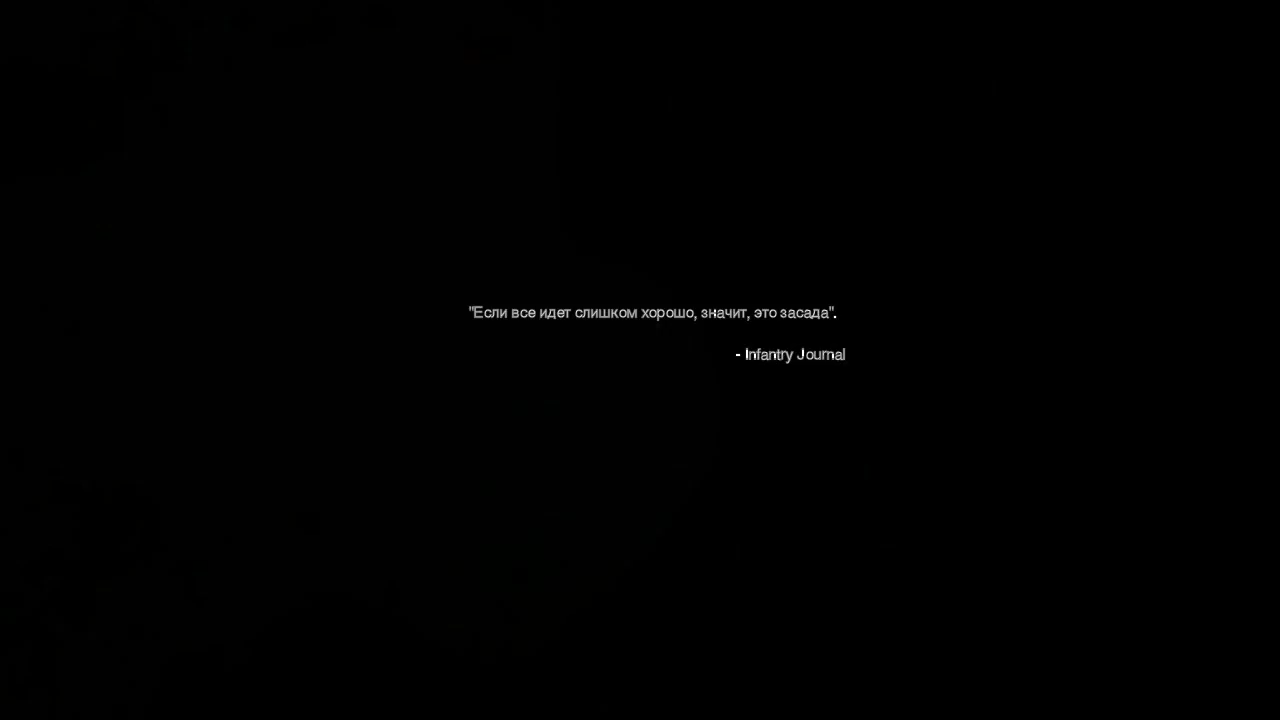 "Если все идет слишком хорошо, значит, это засада".
- Infantry Journal